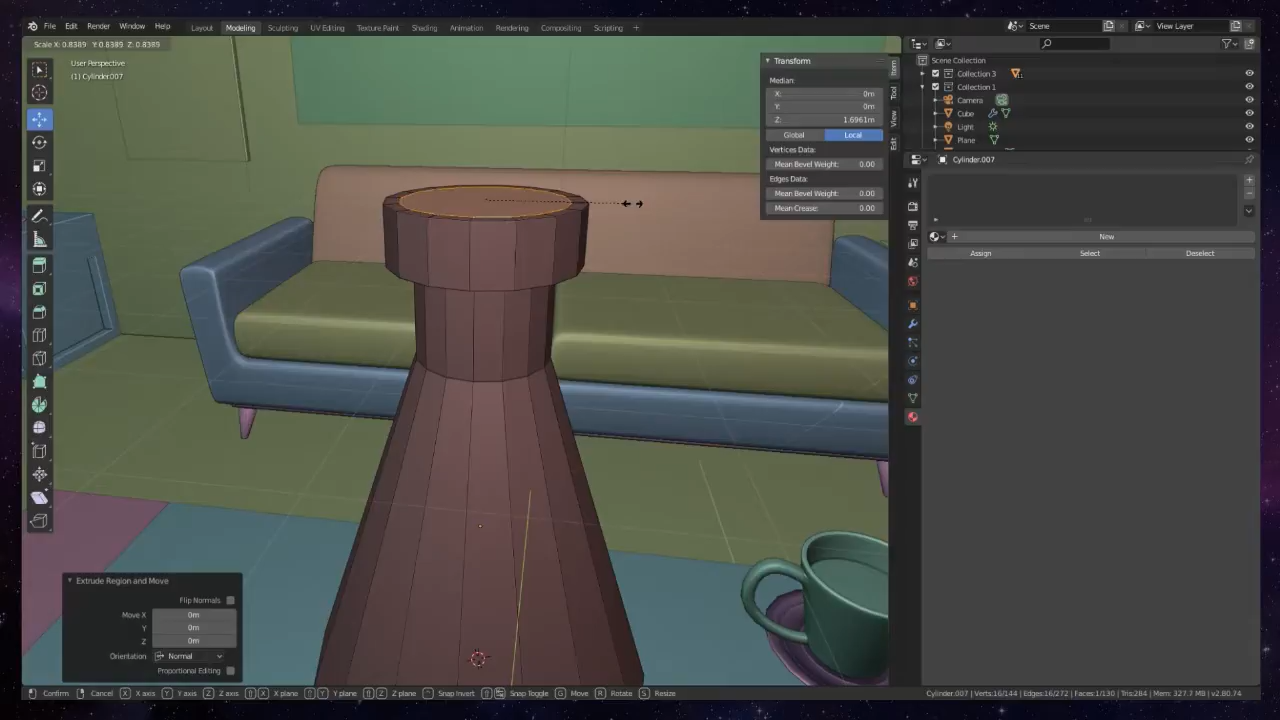 File Edit Render Window Help Layout Modeling Sculpting UV Editing Texture Paint Shading Animation Rendering Compositing Scripting + Scene View Layer
Scale X: 0.8389 Y: 0.8389 Z: 0.8389
User Perspective
(1) Cylinder.007
Transform
Median:
X: 0m
Y: 0m
Z: 1.6961m
Global Local
Vertices Data:
Mean Bevel Weight: 0.00
Edges Data:
Mean Bevel Weight: 0.00
Mean Crease: 0.00
Item
Tool
View
Edit
Scene Collection
Collection 3
Collection 1
Camera
Cube
Light
Plane
Cylinder.007
New
Assign Select Deselect
Extrude Region and Move
Flip Normals
Move X 0m
Y 0m
Z 0m
Orientation Normal
Proportional Editing
Confirm Cancel X X axis Y Y axis Z Z axis X X plane Y Y plane Z Z plane Snap Invert Snap Toggle G Move R Rotate S Resize
Cylinder.007 | Verts:16/144 | Edges:16/272 | Faces:1/130 | Tris:284 | Mem: 327.7 MB | v2.80.74